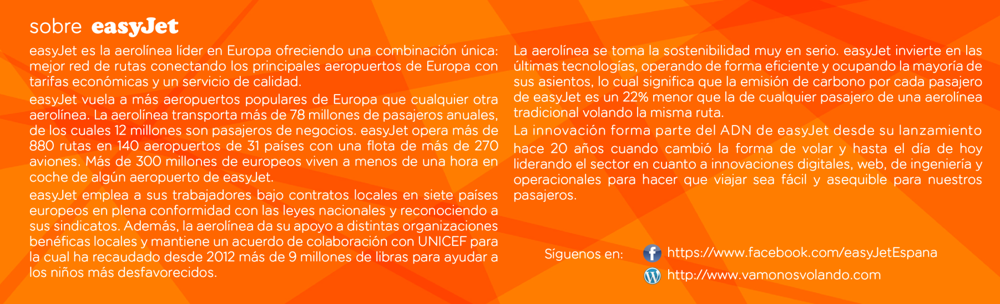 sobre easyJet
easyJet es la aerolínea líder en Europa ofreciendo una combinación única:
mejor red de rutas conectando los principales aeropuertos de Europa con
tarifas económicas y un servicio de calidad.
easyJet vuela a más aeropuertos populares de Europa que cualquier otra
aerolínea. La aerolínea transporta más de 78 millones de pasajeros anuales,
de los cuales 12 millones son pasajeros de negocios. easyJet opera más de
880 rutas en 140 aeropuertos de 31 países con una flota de más de 270
aviones. Más de 300 millones de europeos viven a menos de una hora en
coche de algún aeropuerto de easyJet.
easyJet emplea a sus trabajadores bajo contratos locales en siete países
europeos en plena conformidad con las leyes nacionales y reconociendo a
sus sindicatos. Además, la aerolínea da su apoyo a distintas organizaciones
benéficas locales y mantiene un acuerdo de colaboración con UNICEF para
la cual ha recaudado desde 2012 más de 9 millones de libras para ayudar a
los niños más desfavorecidos.
La aerolínea se toma la sostenibilidad muy en serio. easyJet invierte en las
últimas tecnologías, operando de forma eficiente y ocupando la mayoría de
sus asientos, lo cual significa que la emisión de carbono por cada pasajero
de easyJet es un 22% menor que la de cualquier pasajero de una aerolínea
tradicional volando la misma ruta.
La innovación forma parte del ADN de easyJet desde su lanzamiento
hace 20 años cuando cambió la forma de volar y hasta el día de hoy
liderando el sector en cuanto a innovaciones digitales, web, de ingeniería y
operacionales para hacer que viajar sea fácil y asequible para nuestros
pasajeros.
Síguenos en: f https://www.facebook.com/easyJetEspana
W http://www.vamonosvolando.com